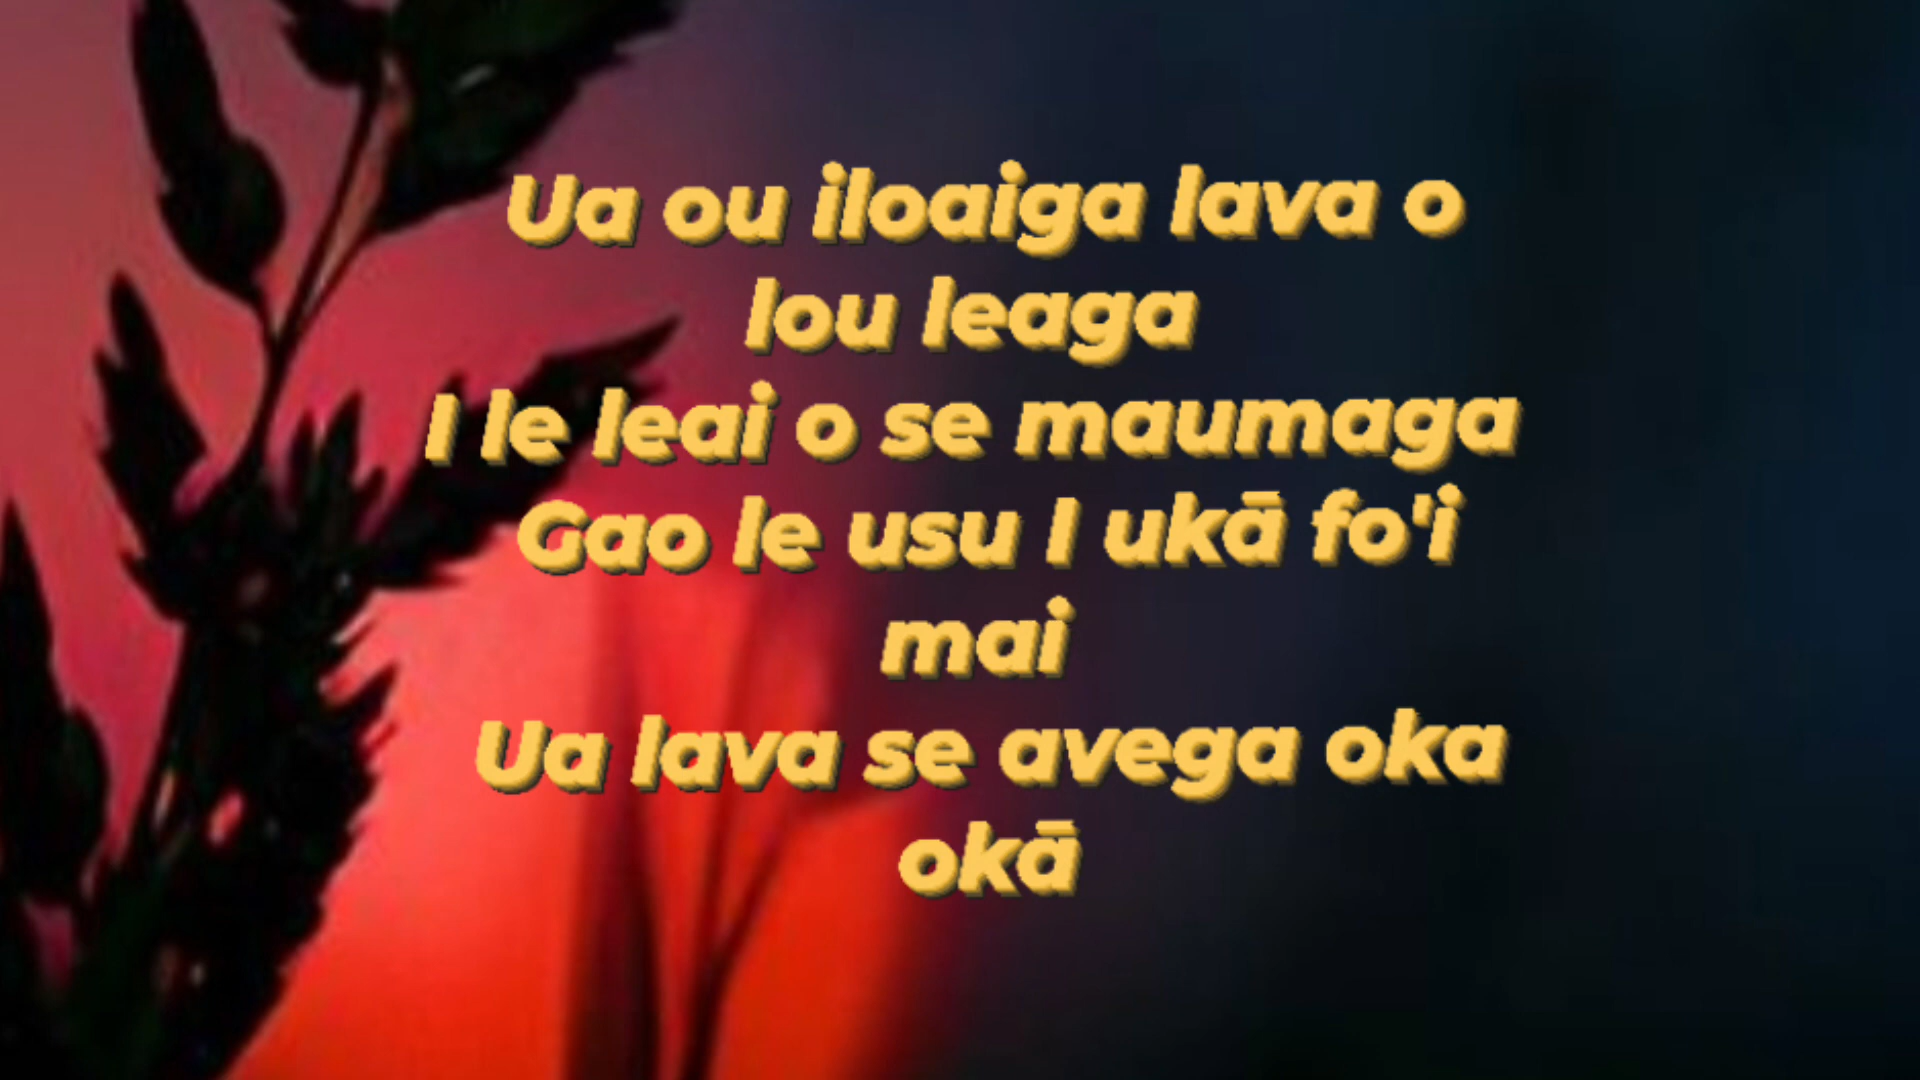 Ua ou iloaiga lava o
lou leaga
I le leai o se maumaga
Gao le usu I ukā fo'i
mai
Ua lava se avega oka
okā